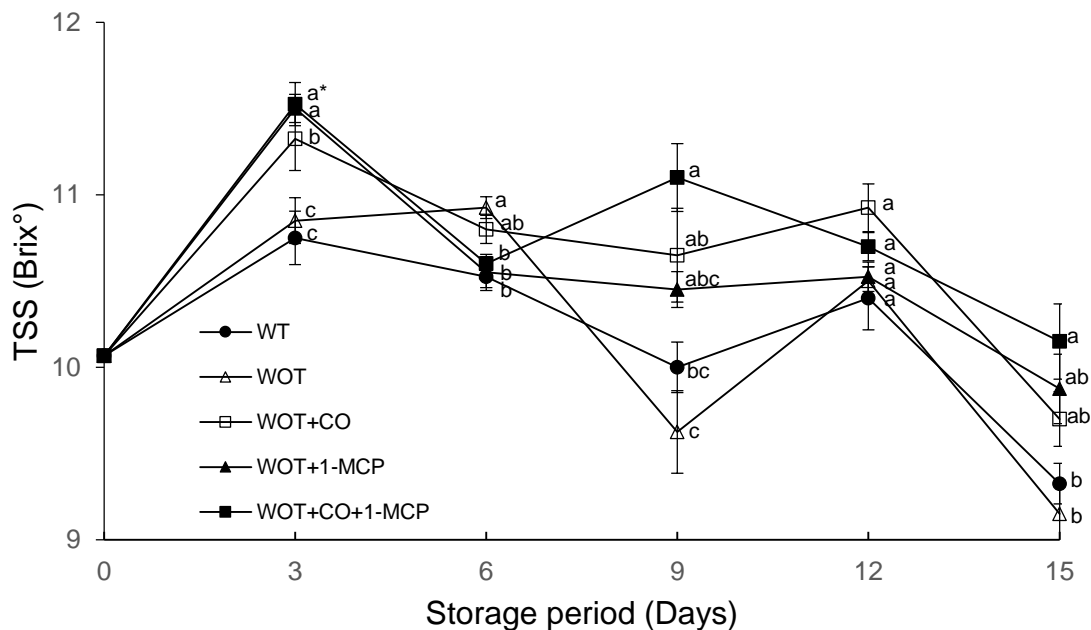 12
11
10
9
TSS (Brix°)
a*
a
b
c
c
a
ab
b
b
b
a
ab
abc
bc
c
a
a
a
a
a
a
ab
ab
b
b
WT
WOT
WOT+CO
WOT+1-MCP
WOT+CO+1-MCP
0 3 6 9 12 15
Storage period (Days)